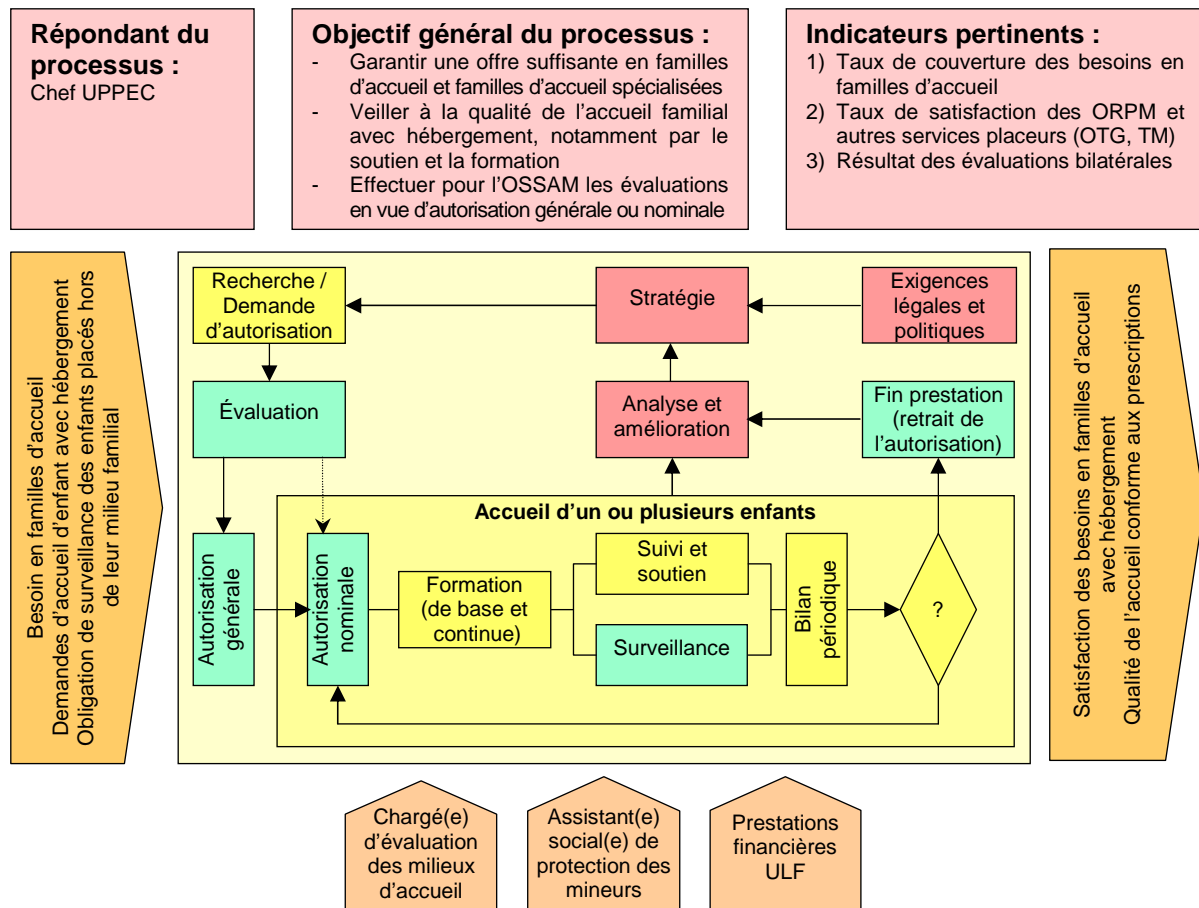 Répondant du
processus :
Chef UPPEC
Objectif général du processus :
- Garantir une offre suffisante en familles
d'accueil et familles d'accueil spécialisées
- Veiller à la qualité de l'accueil familial
avec hébergement, notamment par le
soutien et la formation
- Effectuer pour l'OSSAM les évaluations
en vue d'autorisation générale ou nominale
Indicateurs pertinents :
1) Taux de couverture des besoins en
familles d'accueil
2) Taux de satisfaction des ORPM et
autres services placeurs (OTG, TM)
3) Résultat des évaluations bilatérales
Besoin en familles d'accueil
Demandes d'accueil d'enfant avec hébergement
Obligation de surveillance des enfants placés hors
de leur milieu familial
Recherche /
Demande
d'autorisation
Stratégie
Exigences
légales et
politiques
Évaluation
Analyse et
amélioration
Fin prestation
(retrait de
l'autorisation)
Accueil d'un ou plusieurs enfants
Autorisation
générale
Autorisation
nominale
Formation
(de base et
continue)
Suivi et
soutien
Surveillance
Bilan
périodique
?
Satisfaction des besoins en familles d'accueil
avec hébergement
Qualité de l'accueil conforme aux prescriptions
Chargé(e)
d'évaluation
des milieux
d'accueil
Assistant(e)
social(e) de
protection des
mineurs
Prestations
financières
ULF